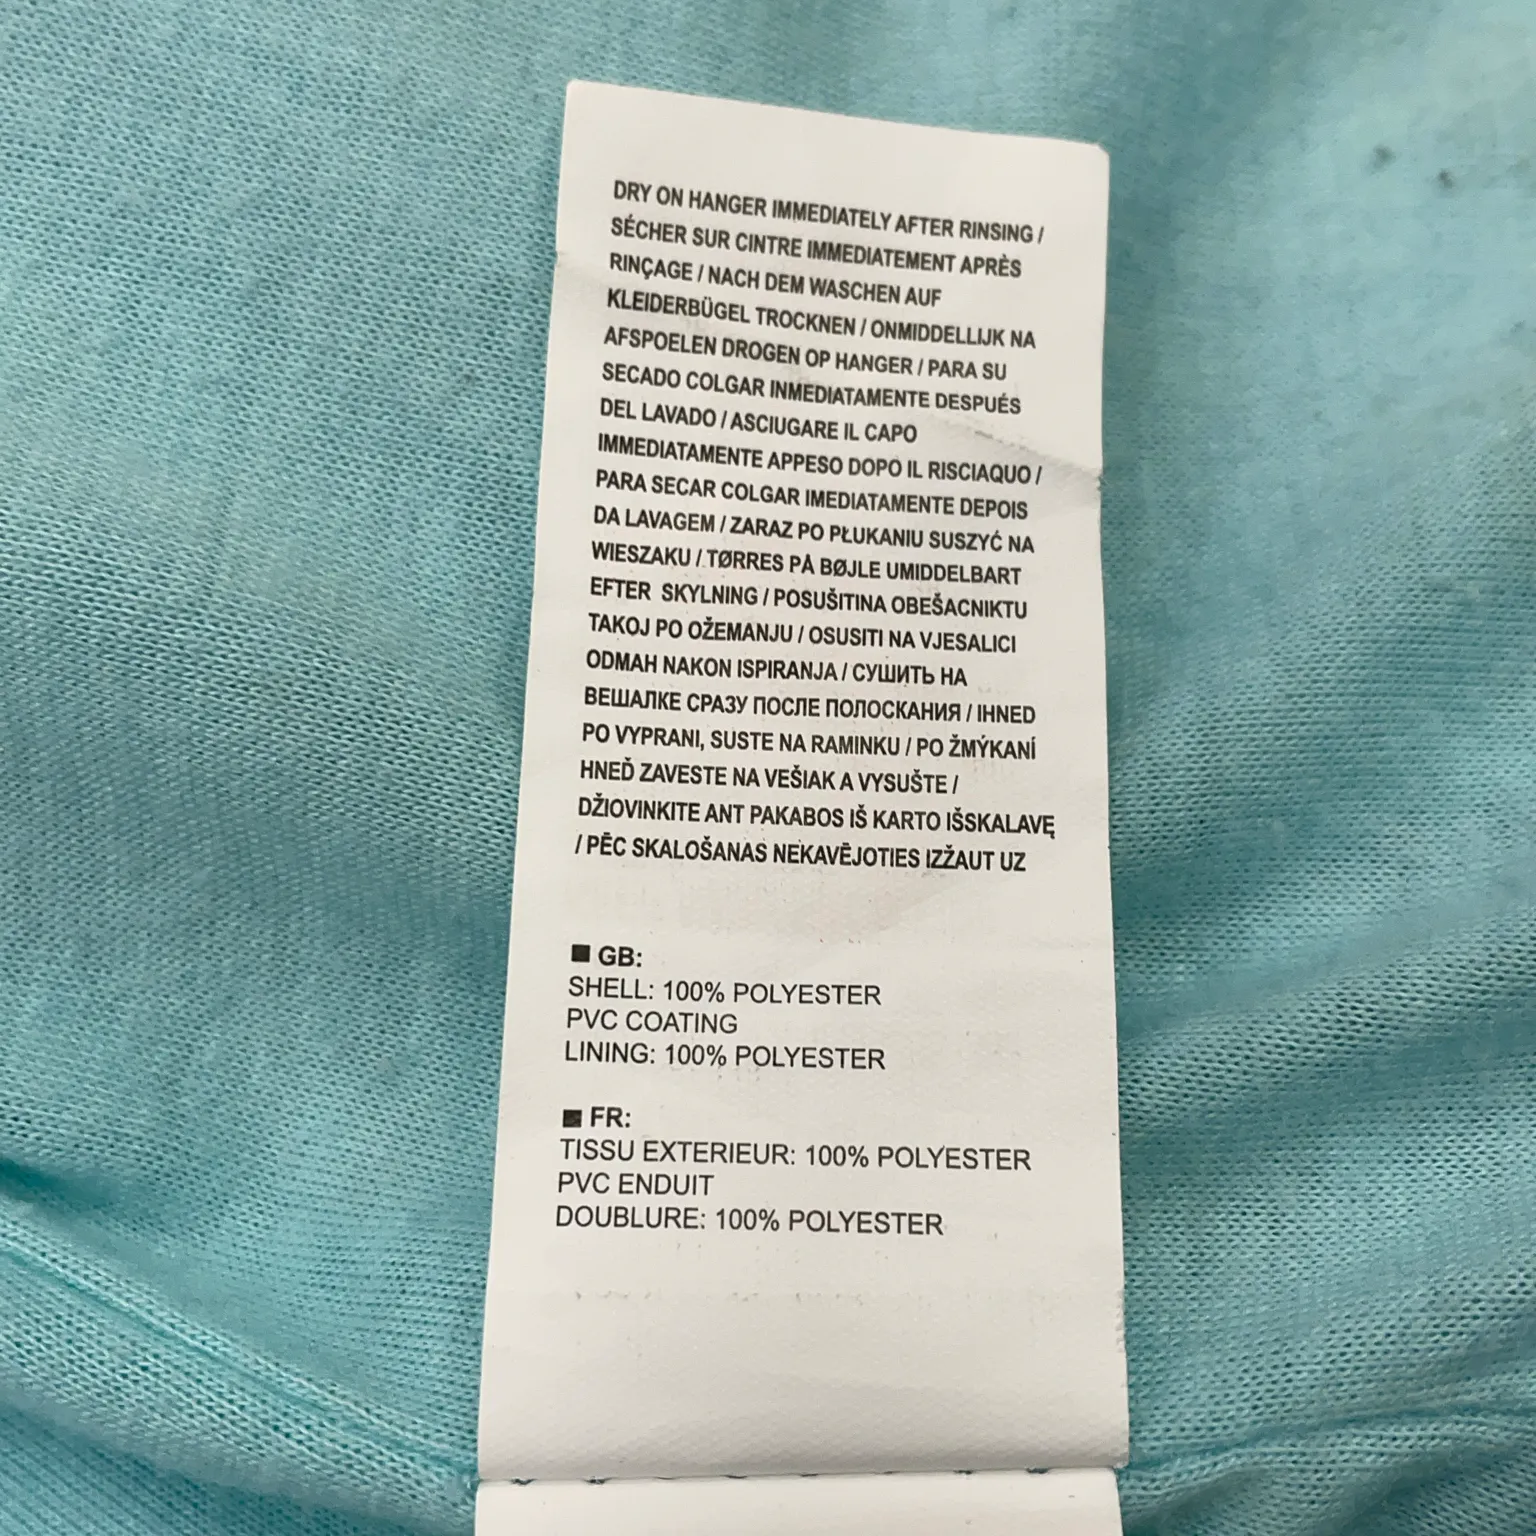 DRY ON HANGER IMMEDIATELY AFTER RINSING /
SÉCHER SUR CINTRE IMMEDIATEMENT APRÈS
RINÇAGE / NACH DEM WASCHEN AUF
KLEIDERBÜGEL TROCKNEN / ONMIDDELLIJK NA
AFSPOELEN DROGEN OP HANGER / PARA SU
SECADO COLGAR INMEDIATAMENTE DESPUÉS
DEL LAVADO / ASCIUGARE IL CAPO
IMMEDIATAMENTE APPESO DOPO IL RISCIAQUO /
PARA SECAR COLGAR IMEDIATAMENTE DEPOIS
DA LAVAGEM / ZARAZ PO PŁUKANIU SUSZYĆ NA
WIESZAKU / TØRRES PÅ BØJLE UMIDDELBART
EFTER SKYLNING / POSUŠITINA OBEŠACNIKTU
TAKOJ PO OŽEMANJU / OSUSITI NA VJESALICI
ODMAH NAKON ISPIRANJA / СУШИТЬ НА
ВЕШАЛКЕ СРАЗУ ПОСЛЕ ПОЛОСКАНИЯ / IHNED
PO VYPRANI, SUSTE NA RAMINKU / PO ŽMÝKANÍ
HNEĎ ZAVESTE NA VEŠIAK A VYSUŠTE /
DŽIOVINKITE ANT PAKABOS IŠ KARTO IŠSKALAVĘ
/ PĒC SKALOŠANAS NEKAVĒJOTIES IZŽAUT UZ
■ GB:
SHELL: 100% POLYESTER
PVC COATING
LINING: 100% POLYESTER
■ FR:
TISSU EXTERIEUR: 100% POLYESTER
PVC ENDUIT
DOUBLURE: 100% POLYESTER